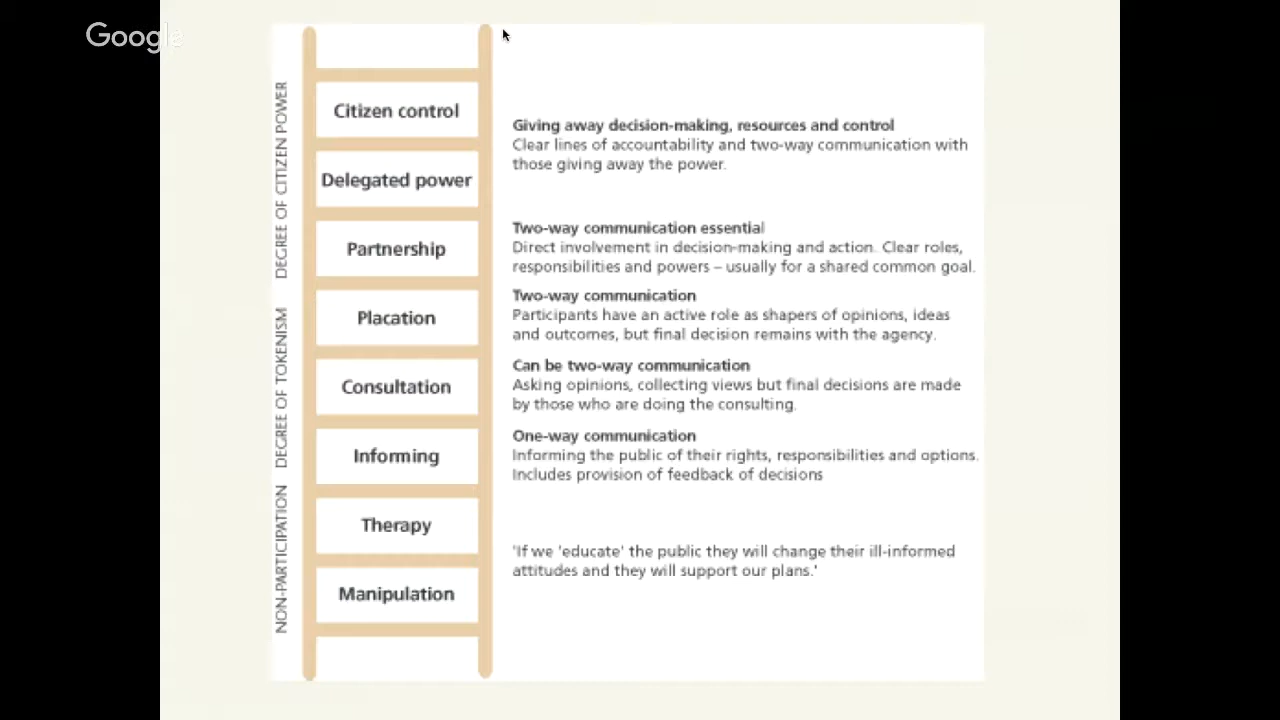 Google
DEGREE OF CITIZEN POWER
DEGREE OF TOKENISM
NON-PARTICIPATION
Citizen control
Delegated power
Giving away decision-making, resources and control
Clear lines of accountability and two-way communication with
those giving away the power.
Partnership
Two-way communication essential
Direct involvement in decision-making and action. Clear roles,
responsibilities and powers – usually for a shared common goal.
Placation
Two-way communication
Participants have an active role as shapers of opinions, ideas
and outcomes, but final decision remains with the agency.
Consultation
Can be two-way communication
Asking opinions, collecting views but final decisions are made
by those who are doing the consulting.
Informing
One-way communication
Informing the public of their rights, responsibilities and options.
Includes provision of feedback of decisions
Therapy
Manipulation
'If we 'educate' the public they will change their ill-informed
attitudes and they will support our plans.'